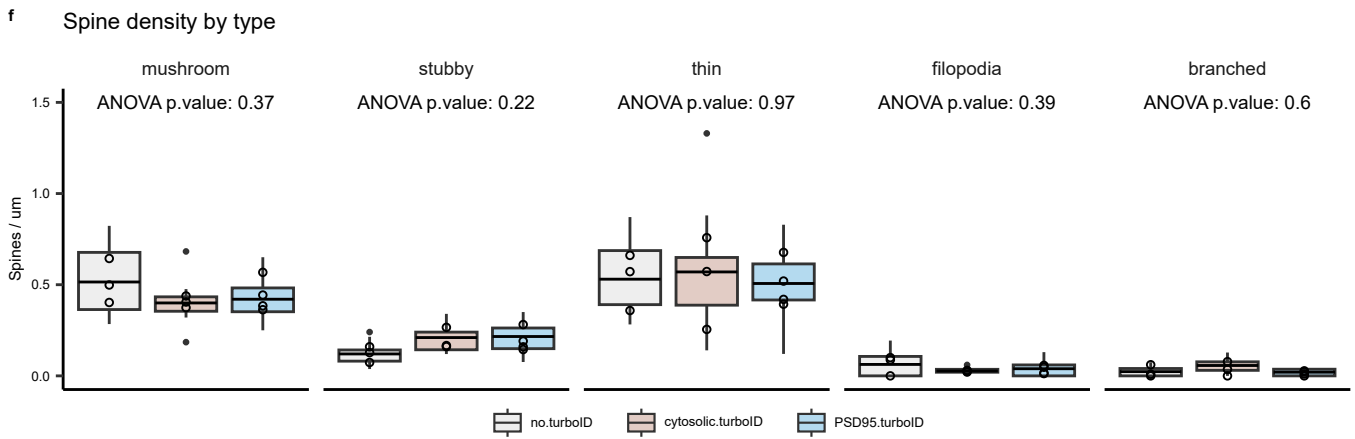 f
Spine density by type
mushroom stubby thin filopodia branched
ANOVA p.value: 0.37 ANOVA p.value: 0.22 ANOVA p.value: 0.97 ANOVA p.value: 0.39 ANOVA p.value: 0.6
1.5
1.0
0.5
0.0
Spines / um
no.turboID cytosolic.turboID PSD95.turboID